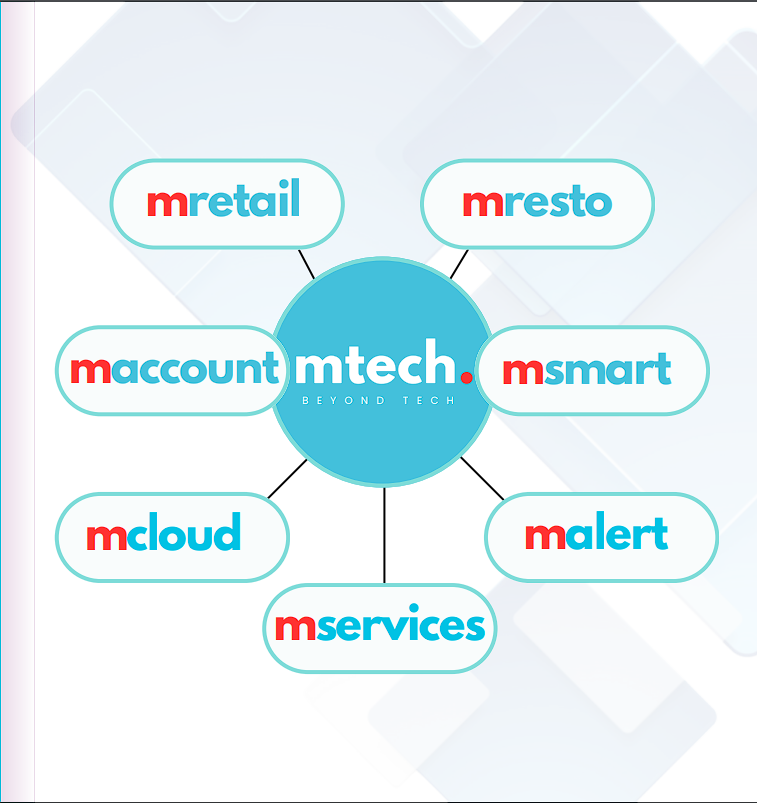 mretail
mresto
maccount
mtech.
BEYOND TECH
msmart
mcloud
malert
mservices